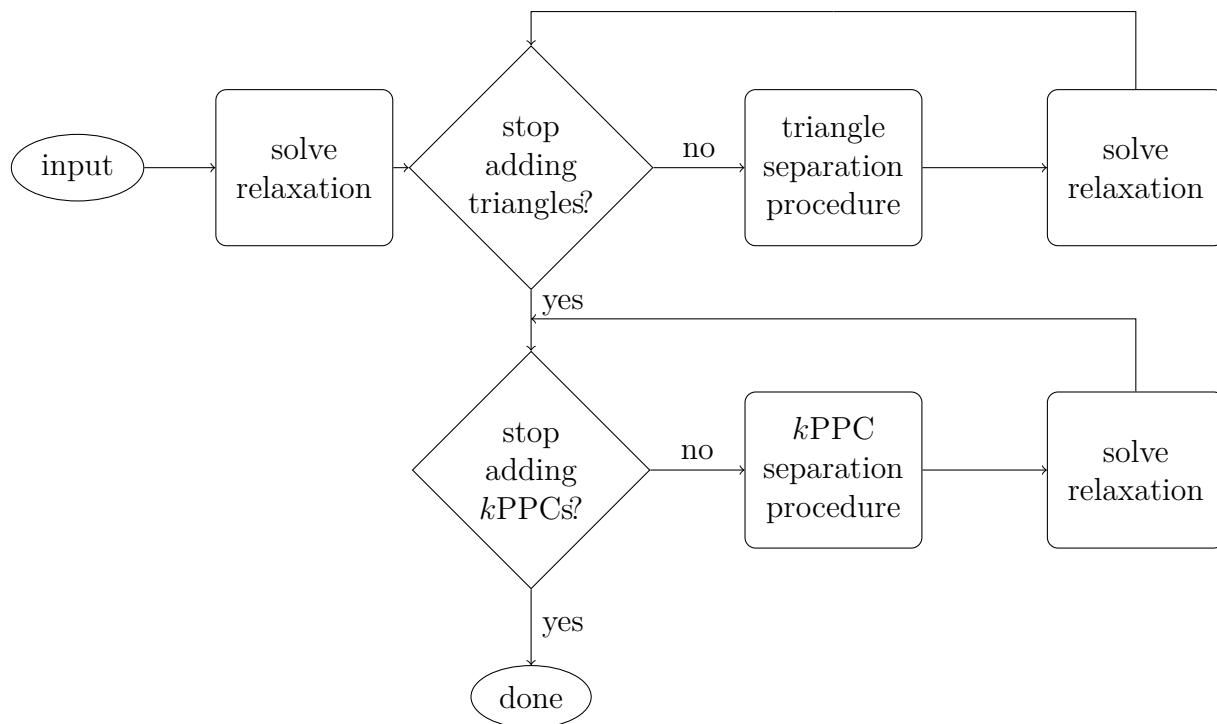 input
solve
relaxation
stop
adding
triangles?
no
triangle
separation
procedure
solve
relaxation
yes
stop
adding
kPPCs?
no
kPPC
separation
procedure
solve
relaxation
yes
done